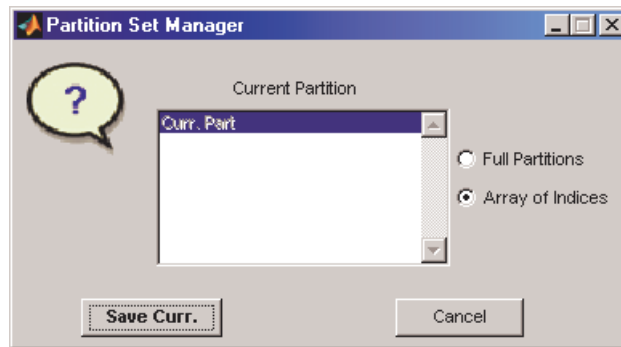 Partition Set Manager
?
Current Partition
Curr. Part
Full Partitions
Array of Indices
Save Curr.
Cancel